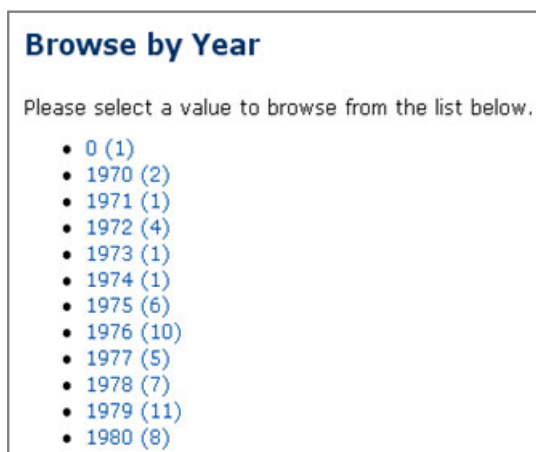 Browse by Year
Please select a value to browse from the list below.
• 0 (1)
• 1970 (2)
• 1971 (1)
• 1972 (4)
• 1973 (1)
• 1974 (1)
• 1975 (6)
• 1976 (10)
• 1977 (5)
• 1978 (7)
• 1979 (11)
• 1980 (8)